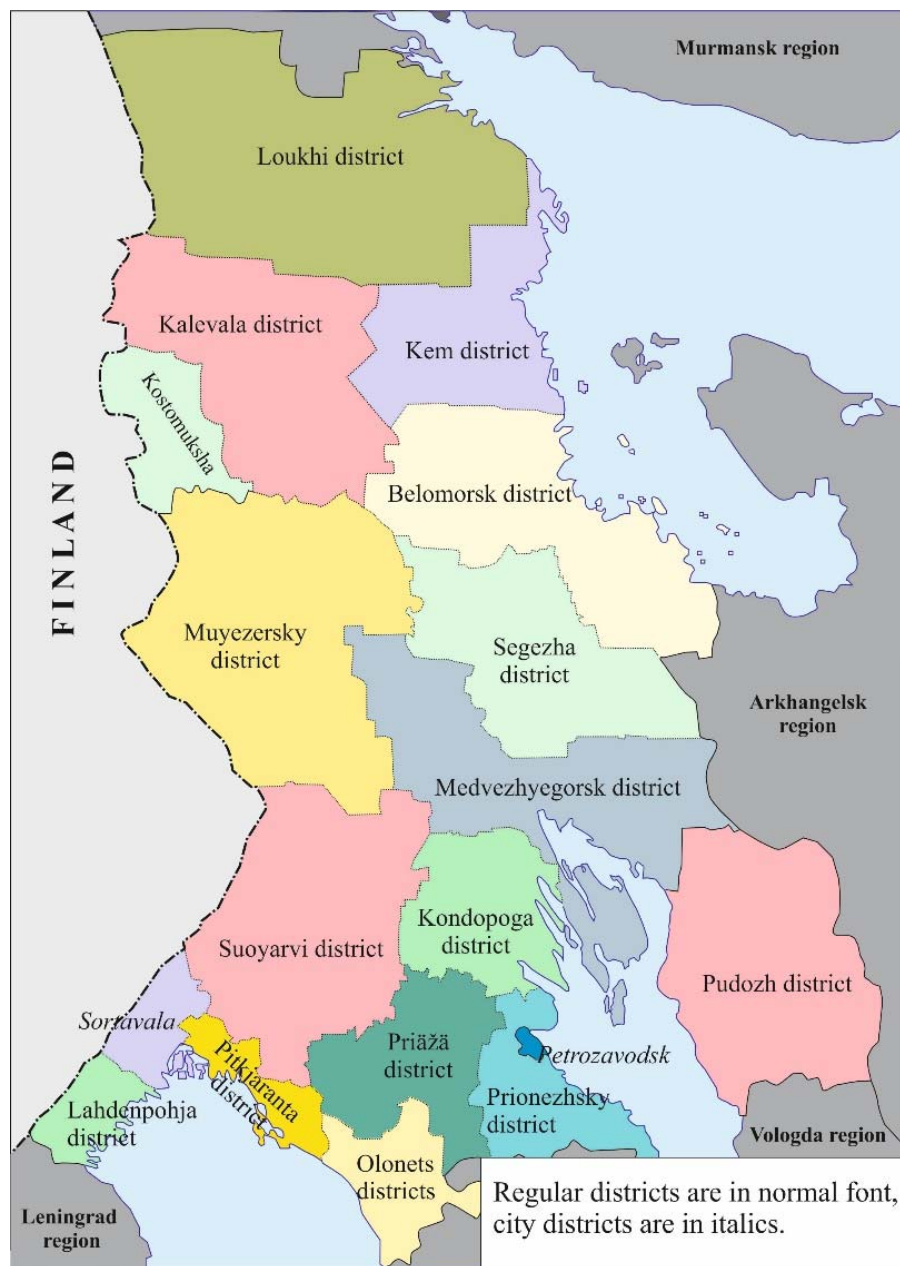 Murmansk region
Loukhi district
Kalevala district
Kem district
Kostomuksha
FINLAND
Belomorsk district
Muyezersky
district
Segezha
district
Arkhangelsk
region
Medvezhyegorsk district
Kondopoga
district
Suoyarvi district
Pudozh district
Sortavala
Pitkjaranta
district
Priäžä
district
Petrozavodsk
Prionezhsky
district
Lahdenpohja
district
Vologda region
Olonets
districts
Leningrad
region
Regular districts are in normal font,
city districts are in italics.